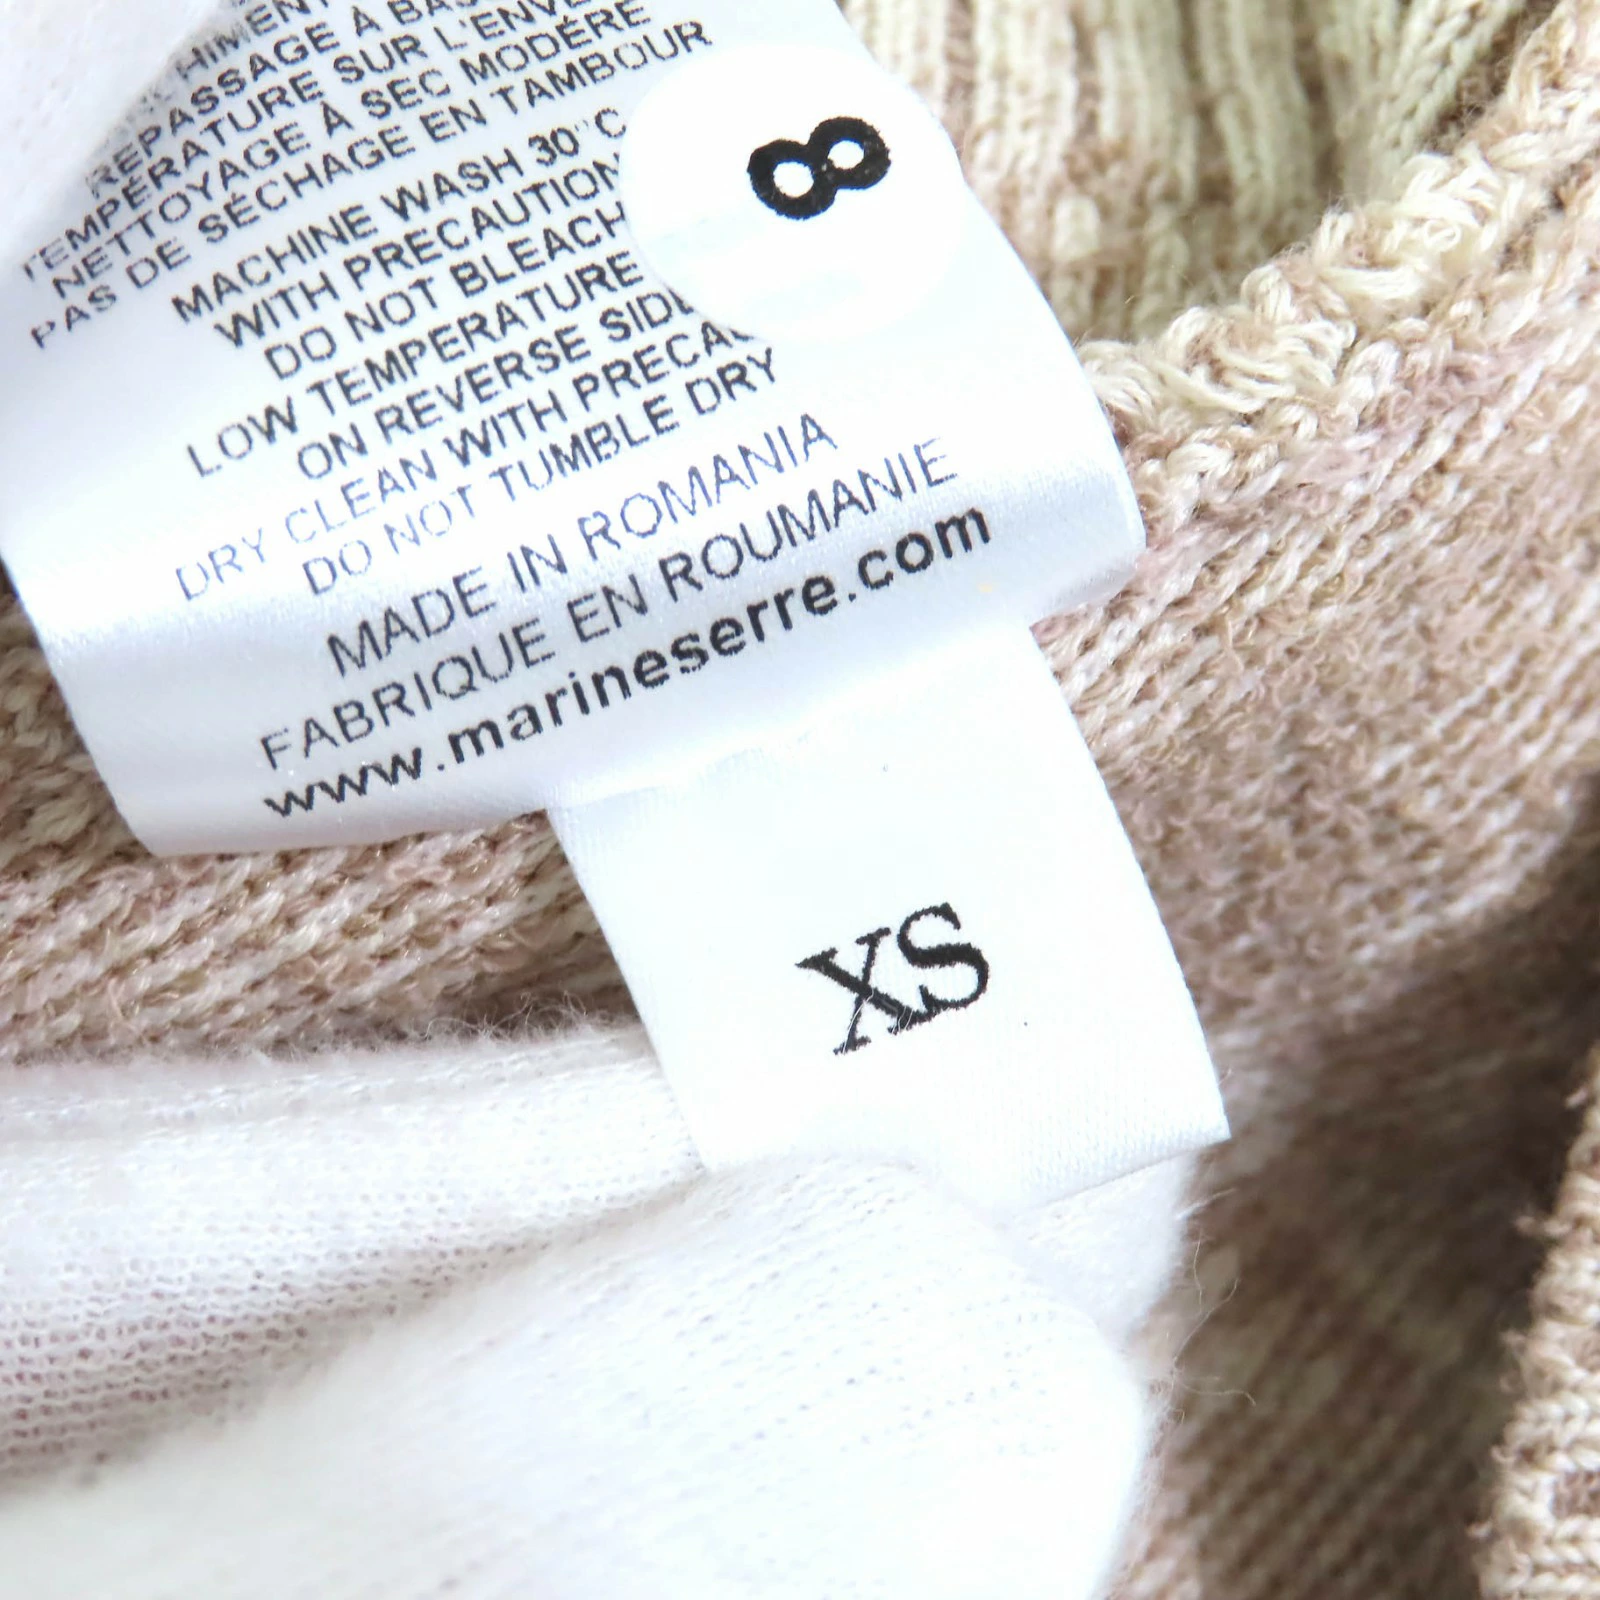 REPASSAGE À
TEMPÉRATURE SUR L'ENVE
NETTOYAGE À SEC MODÉRÉ
PAS DE SÉCHAGE EN TAMBOUR
MACHINE WASH 30°C
WITH PRECAUTION
DO NOT BLEACH
LOW TEMPERATURE
ON REVERSE SIDE
DRY CLEAN WITH PRECAU
DO NOT TUMBLE DRY
MADE IN ROMANIA
FABRIQUE EN ROUMANIE
www.marineserre.com
8
XS